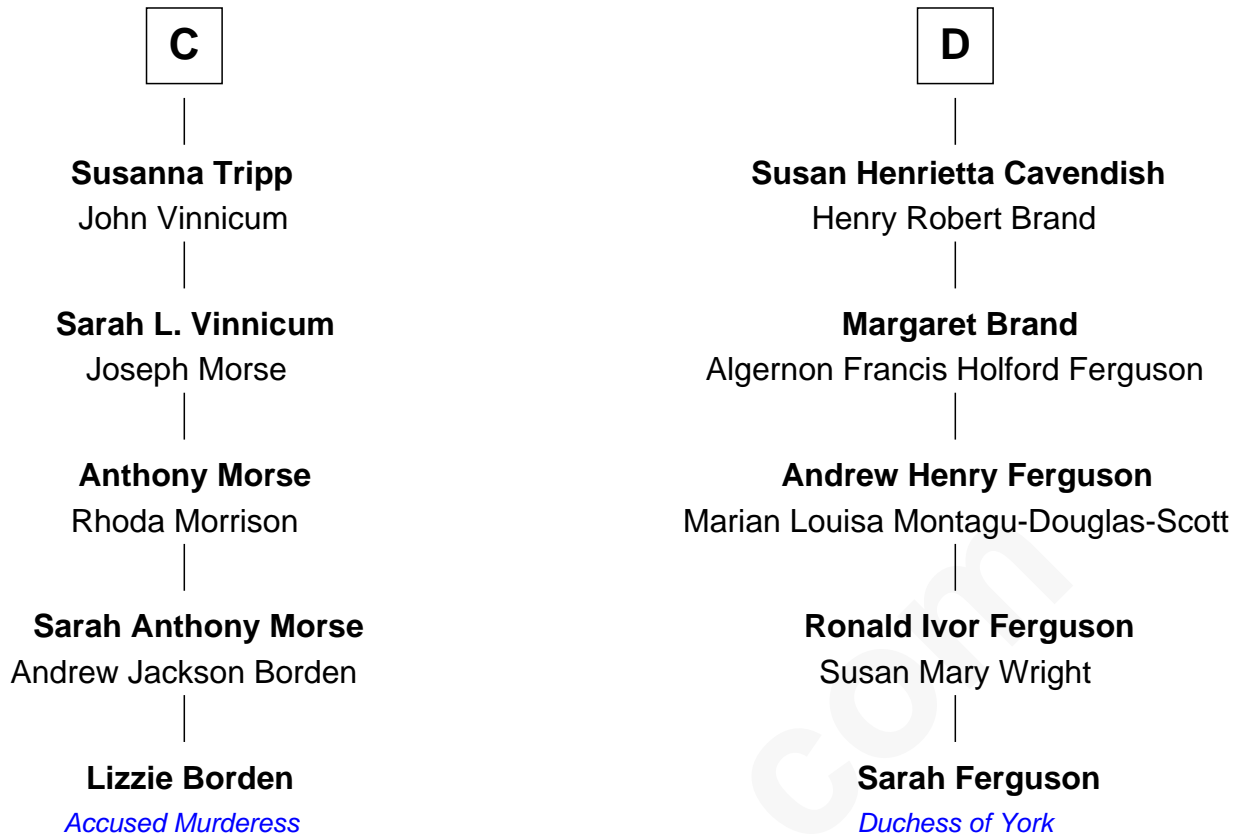 C
Susanna Tripp
John Vinnicum
Sarah L. Vinnicum
Joseph Morse
Anthony Morse
Rhoda Morrison
Sarah Anthony Morse
Andrew Jackson Borden
Lizzie Borden
Accused Murderess
D
Susan Henrietta Cavendish
Henry Robert Brand
Margaret Brand
Algernon Francis Holford Ferguson
Andrew Henry Ferguson
Marian Louisa Montagu-Douglas-Scott
Ronald Ivor Ferguson
Susan Mary Wright
Sarah Ferguson
Duchess of York
com